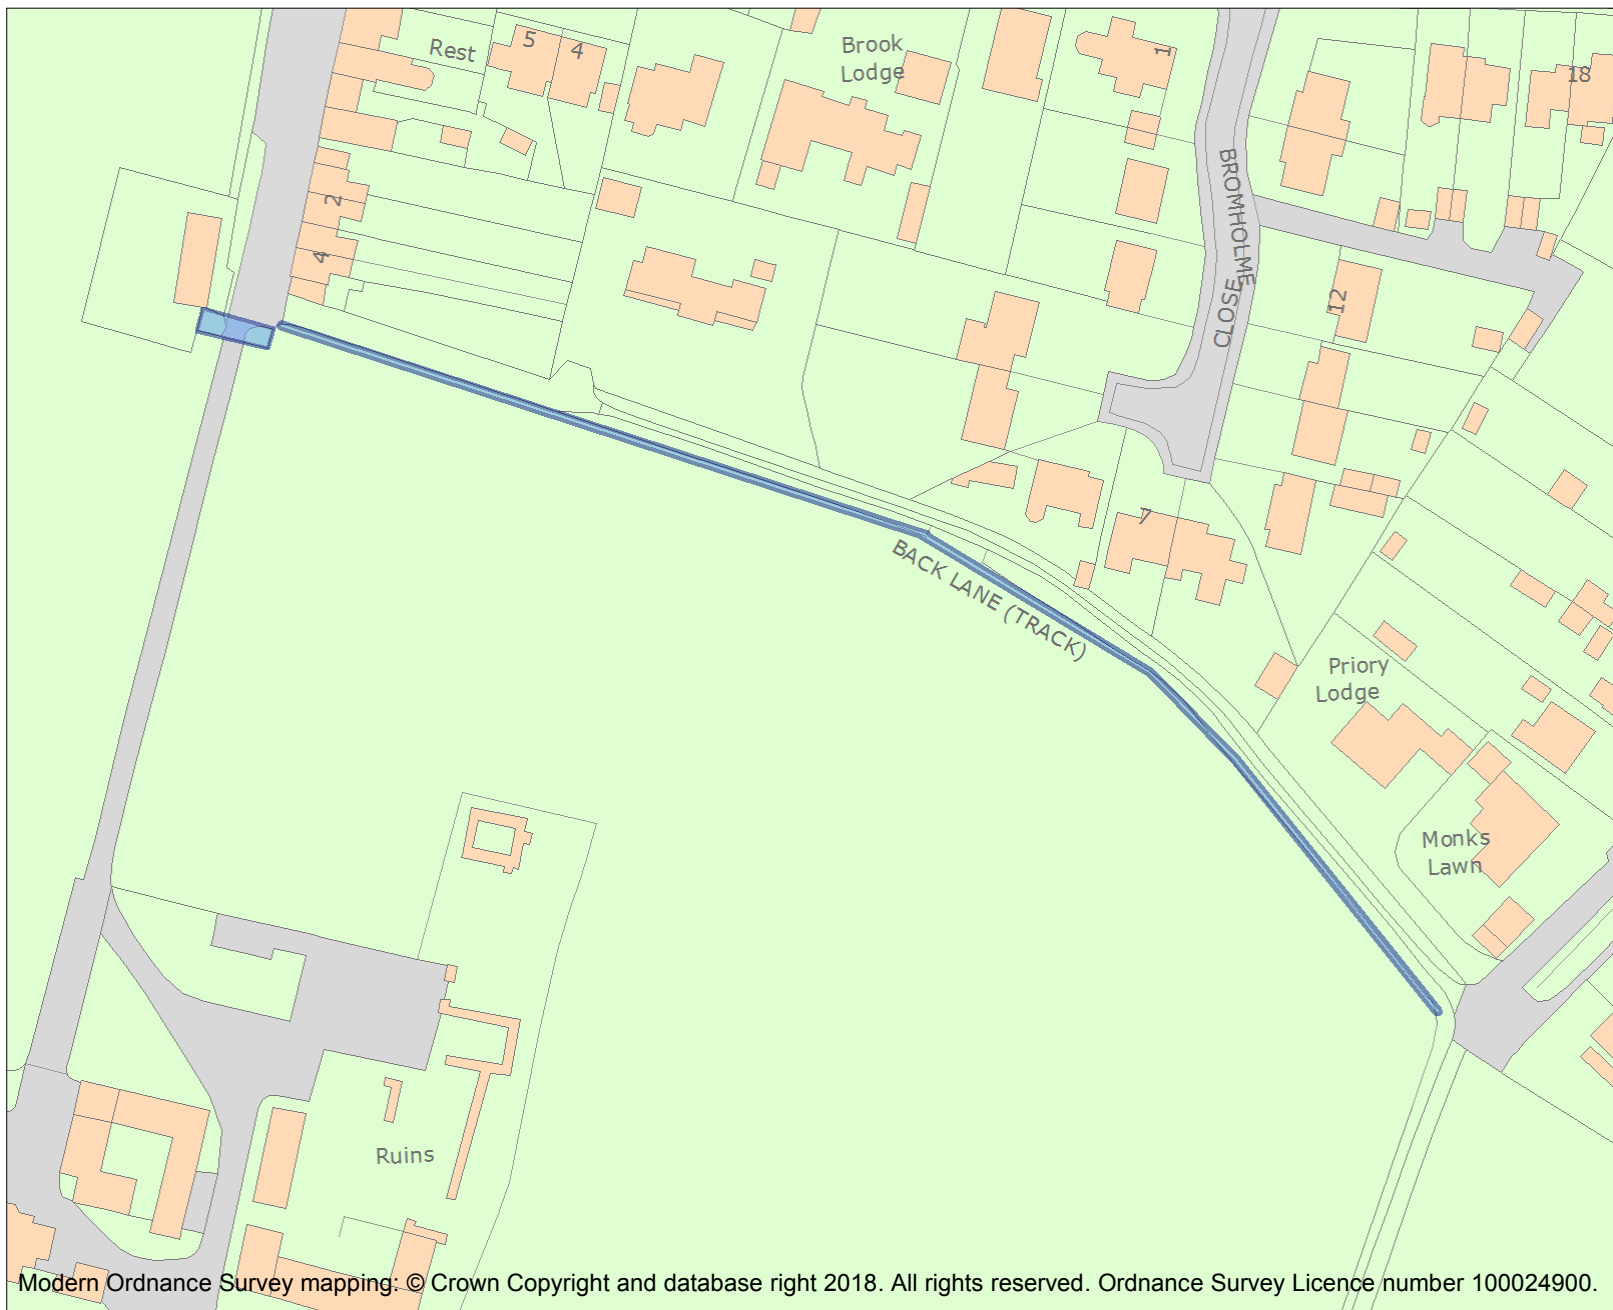 Rest
5
4
Brook
Lodge
1
18
2
4
BROMHOLME
CLOSE
12
7
BACK LANE (TRACK)
Priory
Lodge
Monks
Lawn
Ruins
Modern Ordnance Survey mapping: © Crown Copyright and database right 2018. All rights reserved. Ordnance Survey Licence number 100024900.